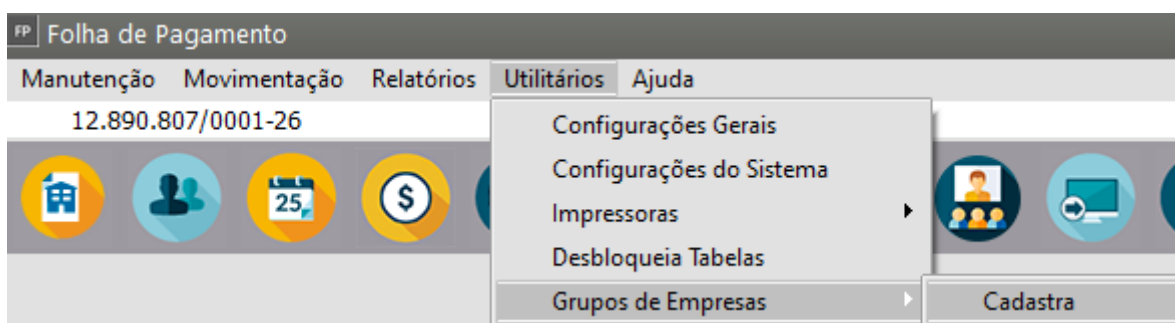 FP Folha de Pagamento
Manutenção Movimentação Relatórios Utilitários Ajuda
12.890.807/0001-26
Configurações Gerais
Configurações do Sistema
25
$
Impressoras
Desbloqueia Tabelas
Grupos de Empresas Cadastra